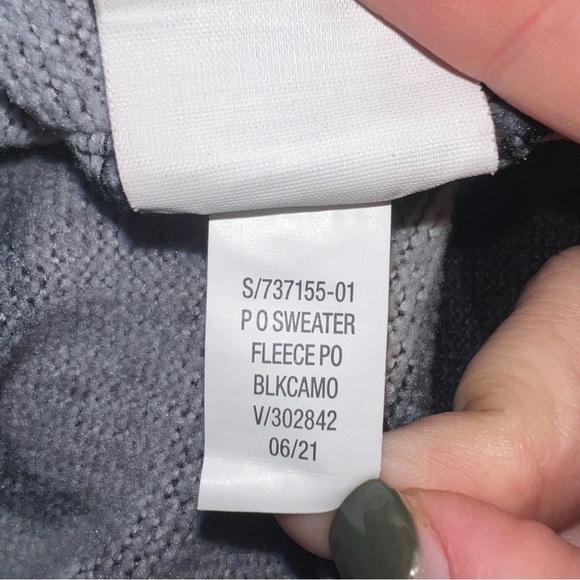 S/737155-01
P O SWEATER
FLEECE PO
BLKCAMO
V/302842
06/21